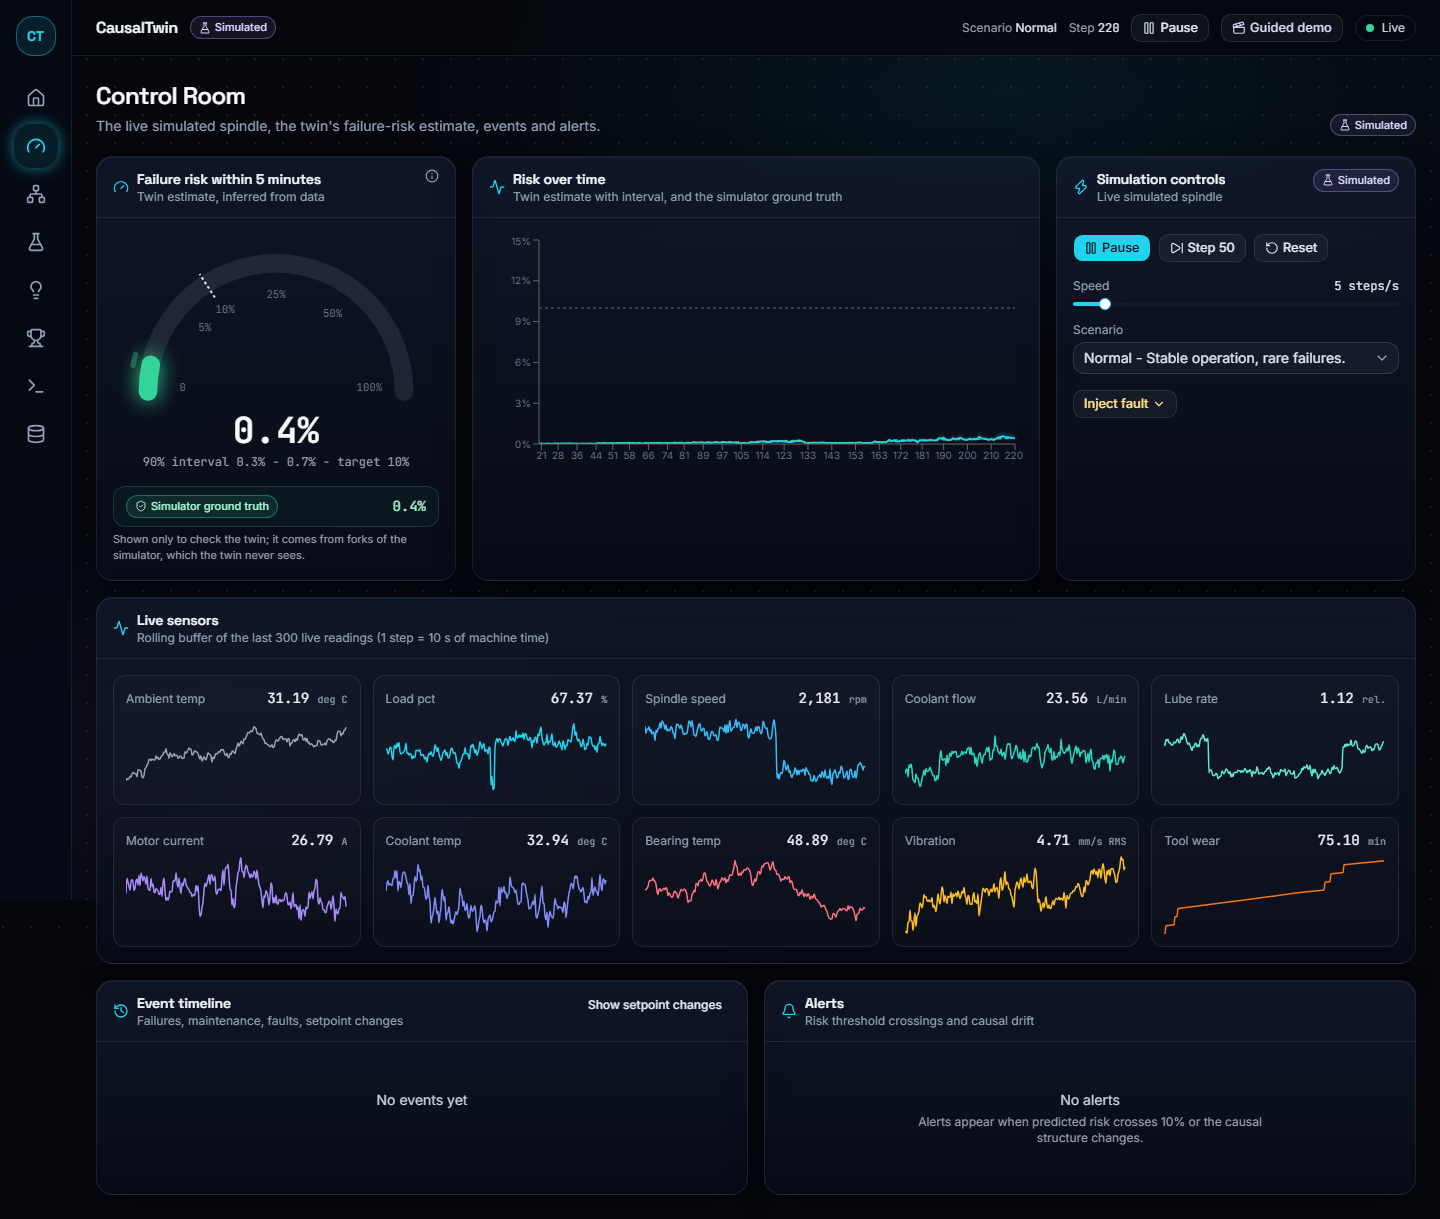 CT
CausalTwin
Simulated
Scenario Normal
Step 220
Pause
Guided demo
Live
Control Room
The live simulated spindle, the twin's failure-risk estimate, events and alerts.
Simulated
Failure risk within 5 minutes
Twin estimate, inferred from data
0
5%
10%
25%
50%
100%
0.4%
90% interval 0.3% - 0.7% - target 10%
Simulator ground truth
0.4%
Shown only to check the twin; it comes from forks of the
simulator, which the twin never sees.
Risk over time
Twin estimate with interval, and the simulator ground truth
15%
12%
9%
6%
3%
0%
21 28 36 44 51 58 66 74 81 89 97 105 114 123 133 143 153 163 172 181 190 200 210 220
Simulation controls
Live simulated spindle
Simulated
Pause
Step 50
Reset
Speed
5 steps/s
Scenario
Normal - Stable operation, rare failures.
Inject fault
Live sensors
Rolling buffer of the last 300 live readings (1 step = 10 s of machine time)
Ambient temp 31.19 deg C
Load pct 67.37 %
Spindle speed 2,181 rpm
Coolant flow 23.56 L/min
Lube rate 1.12 rel.
Motor current 26.79 A
Coolant temp 32.94 deg C
Bearing temp 48.89 deg C
Vibration 4.71 mm/s RMS
Tool wear 75.10 min
Event timeline
Failures, maintenance, faults, setpoint changes
Show setpoint changes
No events yet
Alerts
Risk threshold crossings and causal drift
No alerts
Alerts appear when predicted risk crosses 10% or the causal
structure changes.